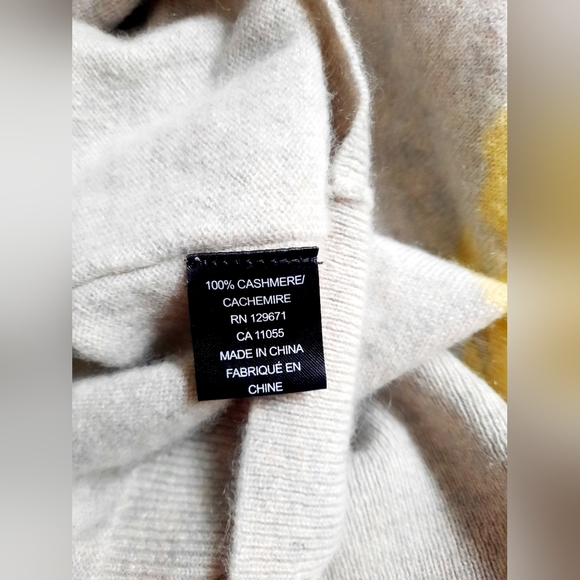 100% CASHMERE/
CACHEMIRE
RN 129671
CA 11055
MADE IN CHINA
FABRIQUÉ EN
CHINE